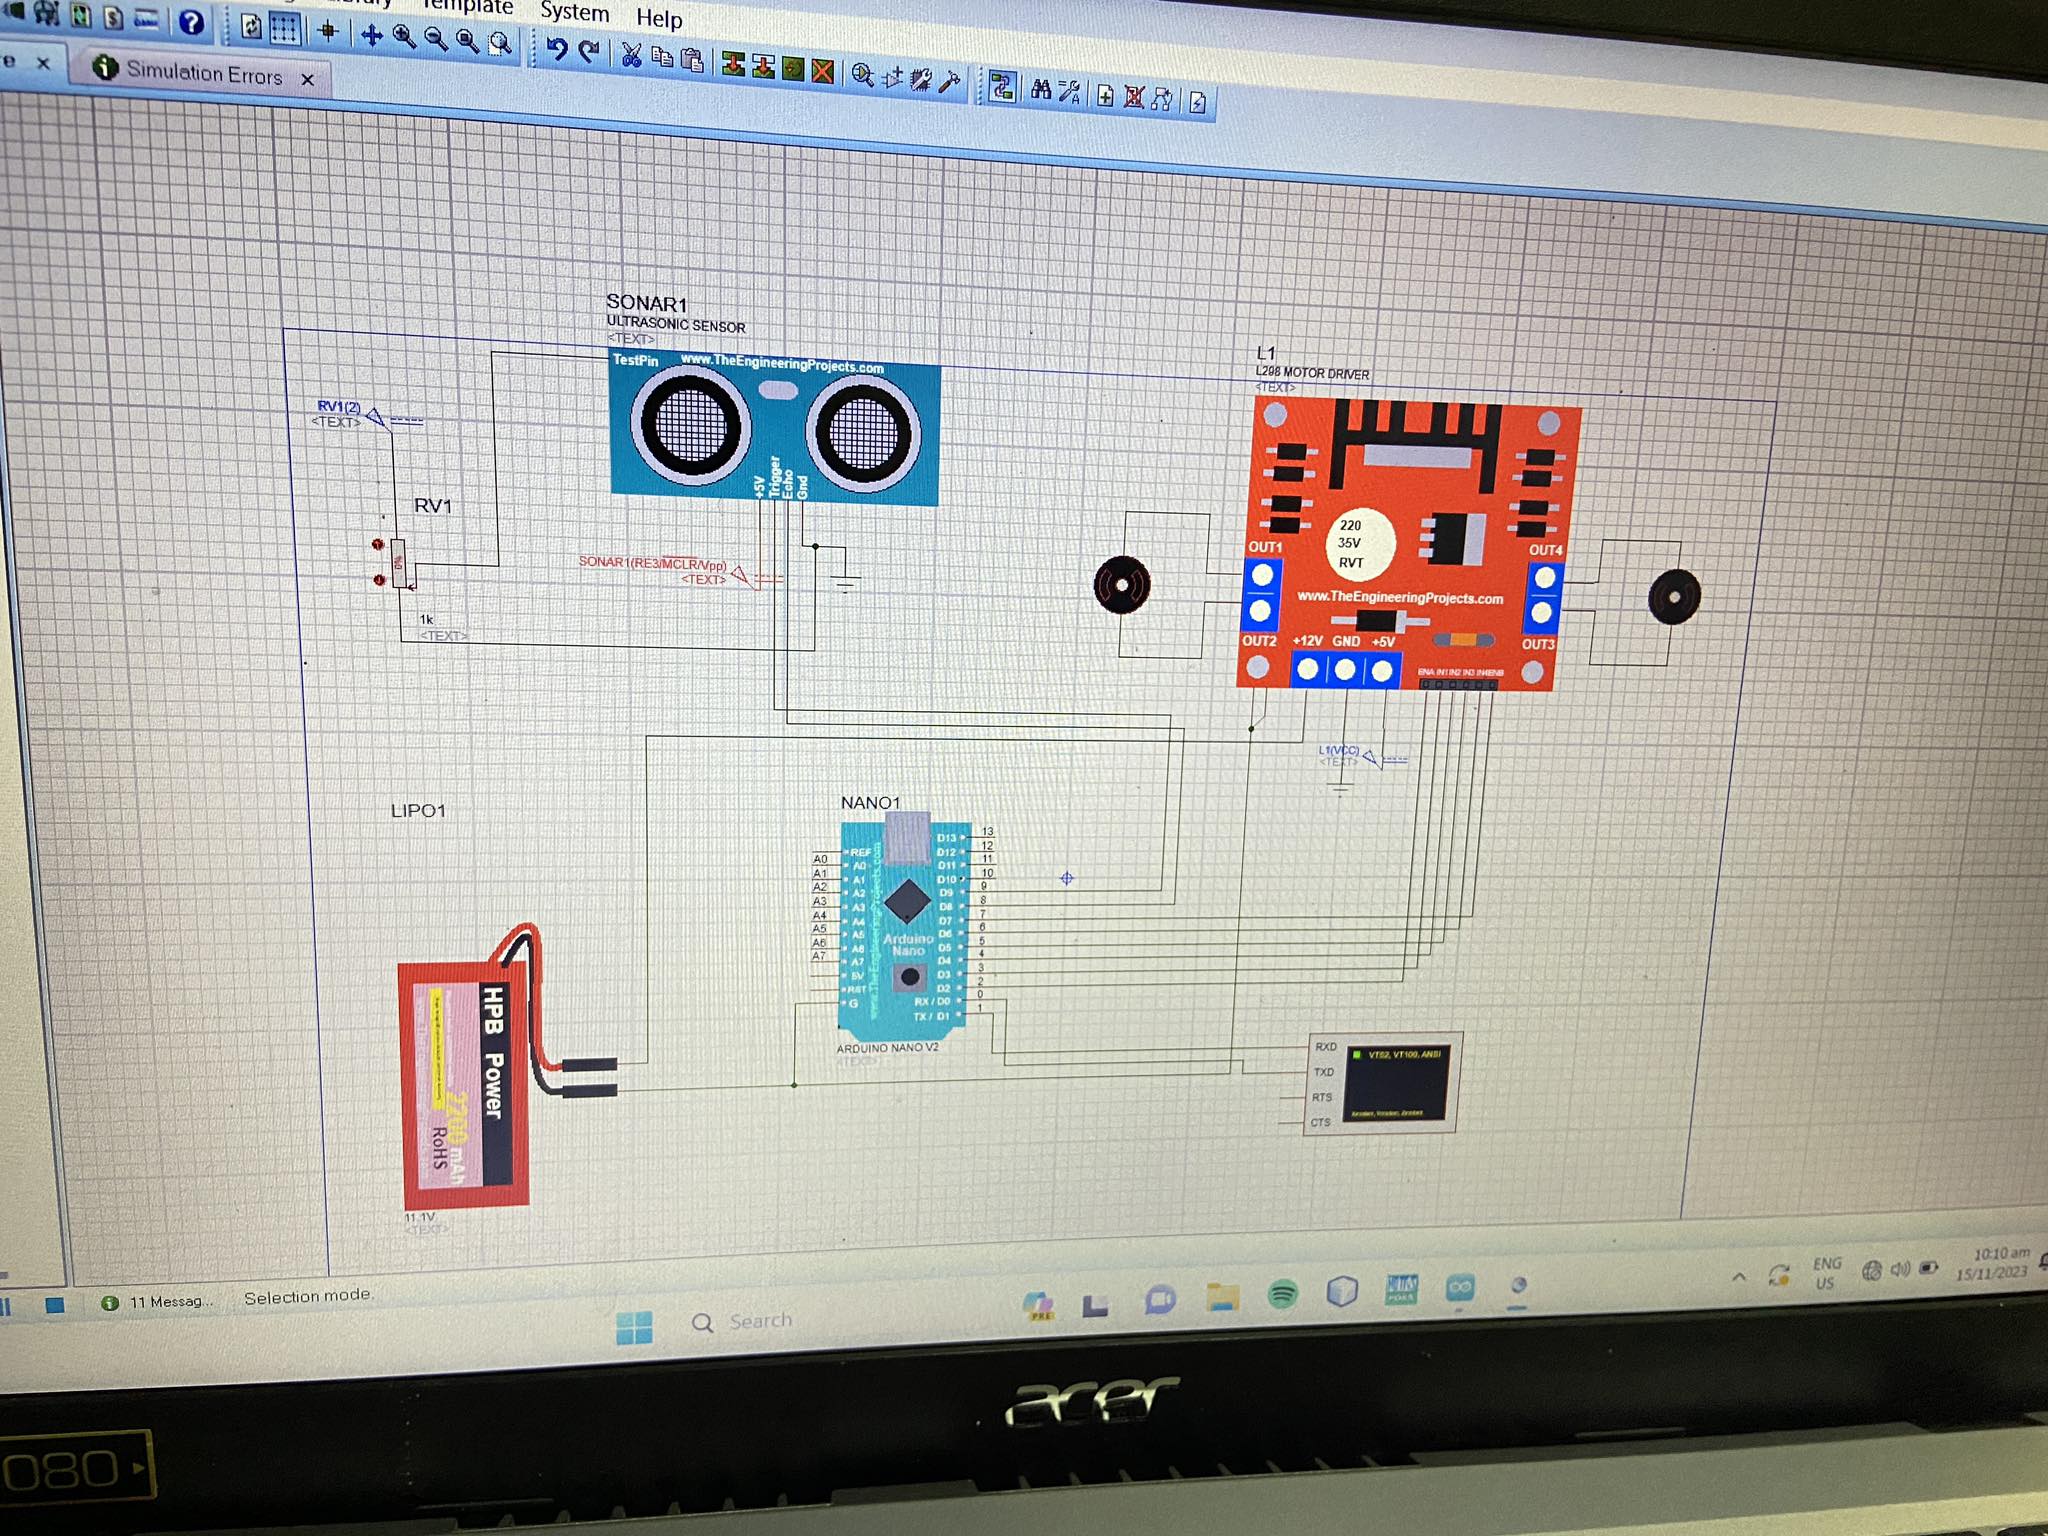 Template System Help
Simulation Errors
SONAR1
ULTRASONIC SENSOR
<TEXT>
TestPin www.TheEngineeringProjects.com
+5V
Trigger
Echo
Gnd
RV1(2)
<TEXT>
RV1
0%
1k
<TEXT>
SONAR1(RE3/MCLR/Vpp)
<TEXT>
L1
L298 MOTOR DRIVER
<TEXT>
220
35V
RVT
OUT1
OUT4
www.TheEngineeringProjects.com
OUT2 +12V GND +5V
OUT3
ENA IN1 IN2 IN3 IN4 ENB
L1(VCC)
<TEXT>
LIPO1
HPB Power
2200 mAh
RoHS
11.1V
<TEXT>
NANO1
REF
A0 A0
A1 A1
A2 A2
A3 A3
A4 A4
A5 A5
A6 A6
A7 A7
5V
RST
G
www.TheEngineeringProjects.com
Arduino
Nano
D13 13
D12 12
D11 11
D10 10
D9 9
D8 8
D7 7
D6 6
D5 5
D4 4
D3 3
D2 2
RX / D0 0
TX / D1 1
ARDUINO NANO V2
<TEXT>
RXD
TXD
RTS
CTS
VT52, VT100, ANSI
11 Messag...
Selection mode.
Search
PRE
ENG
US
10:10 am
15/11/2023
acer
080